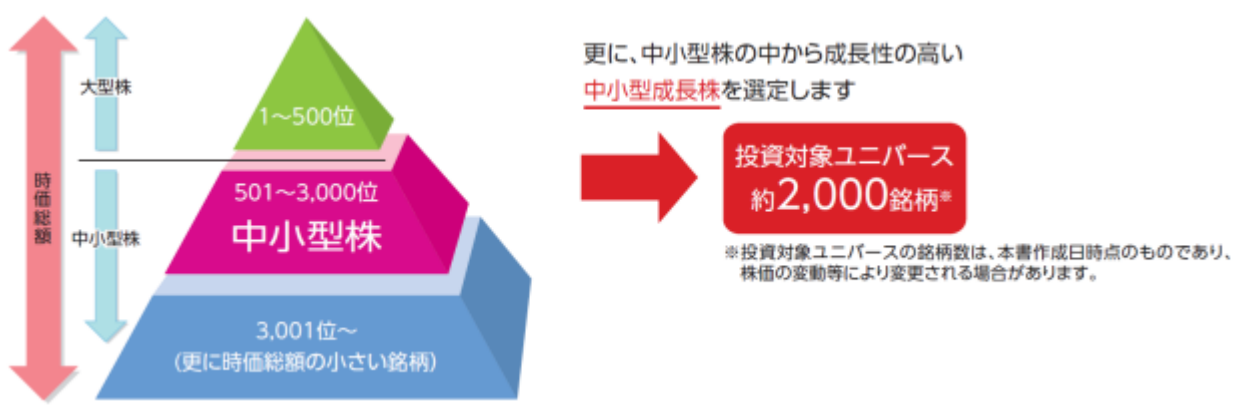 時価総額
大型株
中小型株
1～500位
501～3,000位
中小型株
3,001位～
(更に時価総額の小さい銘柄)
更に、中小型株の中から成長性の高い
中小型成長株を選定します
投資対象ユニバース
約2,000銘柄※
※投資対象ユニバースの銘柄数は、本書作成日時点のものであり、
株価の変動等により変更される場合があります。